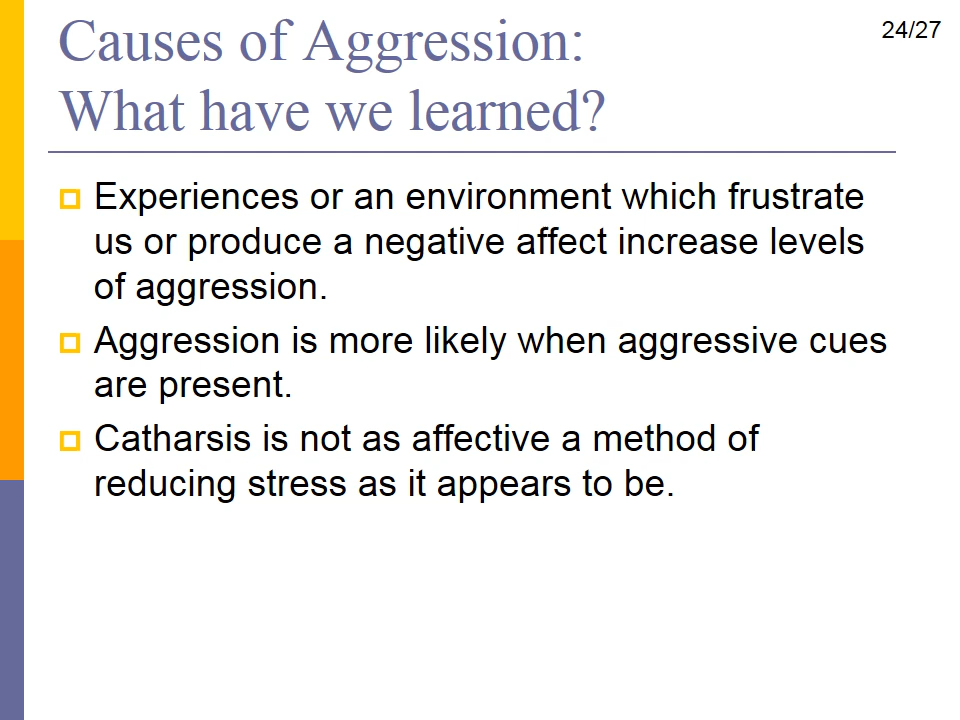 24/27
Causes of Aggression:
What have we learned?
Experiences or an environment which frustrate
us or produce a negative affect increase levels
of aggression.
Aggression is more likely when aggressive cues
are present.
Catharsis is not as affective a method of
reducing stress as it appears to be.